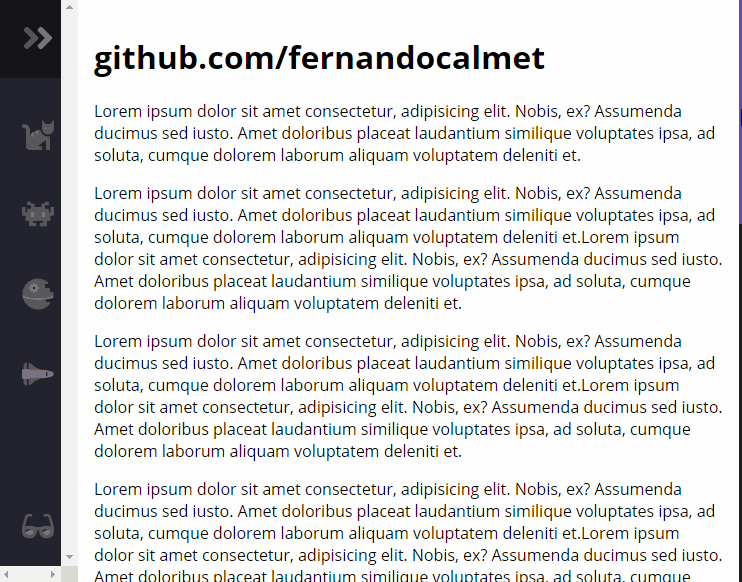 github.com/fernandocalmet
Lorem ipsum dolor sit amet consectetur, adipisicing elit. Nobis, ex? Assumenda
ducimus sed iusto. Amet doloribus placeat laudantium similique voluptates ipsa, ad
soluta, cumque dolorem laborum aliquam voluptatem deleniti et.
Lorem ipsum dolor sit amet consectetur, adipisicing elit. Nobis, ex? Assumenda
ducimus sed iusto. Amet doloribus placeat laudantium similique voluptates ipsa, ad
soluta, cumque dolorem laborum aliquam voluptatem deleniti et.Lorem ipsum
dolor sit amet consectetur, adipisicing elit. Nobis, ex? Assumenda ducimus sed iusto.
Amet doloribus placeat laudantium similique voluptates ipsa, ad soluta, cumque
dolorem laborum aliquam voluptatem deleniti et.
Lorem ipsum dolor sit amet consectetur, adipisicing elit. Nobis, ex? Assumenda
ducimus sed iusto. Amet doloribus placeat laudantium similique voluptates ipsa, ad
soluta, cumque dolorem laborum aliquam voluptatem deleniti et.Lorem ipsum
dolor sit amet consectetur, adipisicing elit. Nobis, ex? Assumenda ducimus sed iusto.
Amet doloribus placeat laudantium similique voluptates ipsa, ad soluta, cumque
dolorem laborum aliquam voluptatem deleniti et.
Lorem ipsum dolor sit amet consectetur, adipisicing elit. Nobis, ex? Assumenda
ducimus sed iusto. Amet doloribus placeat laudantium similique voluptates ipsa, ad
soluta, cumque dolorem laborum aliquam voluptatem deleniti et.Lorem ipsum
dolor sit amet consectetur, adipisicing elit. Nobis, ex? Assumenda ducimus sed iusto.
Amet doloribus placeat laudantium similique voluptates ipsa, ad soluta, cumque